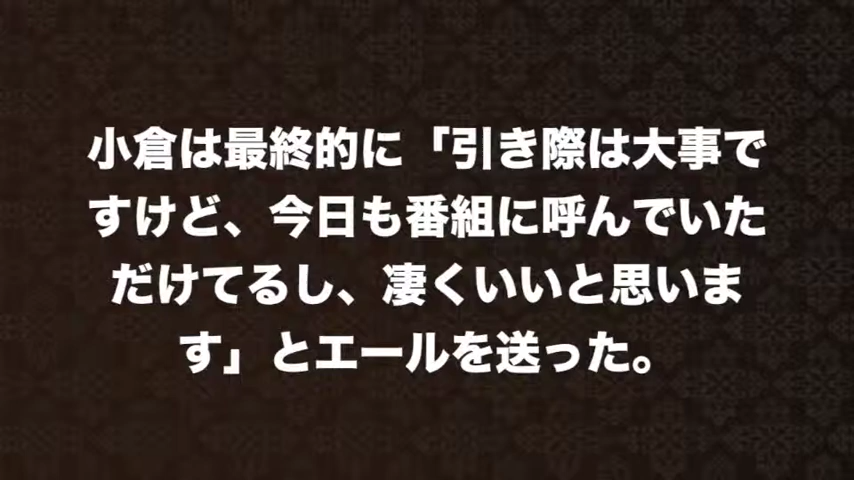 小倉は最終的に「引き際は大事で
すけど、今日も番組に呼んでいた
だけてるし、凄くいいと思いま
す」とエールを送った。